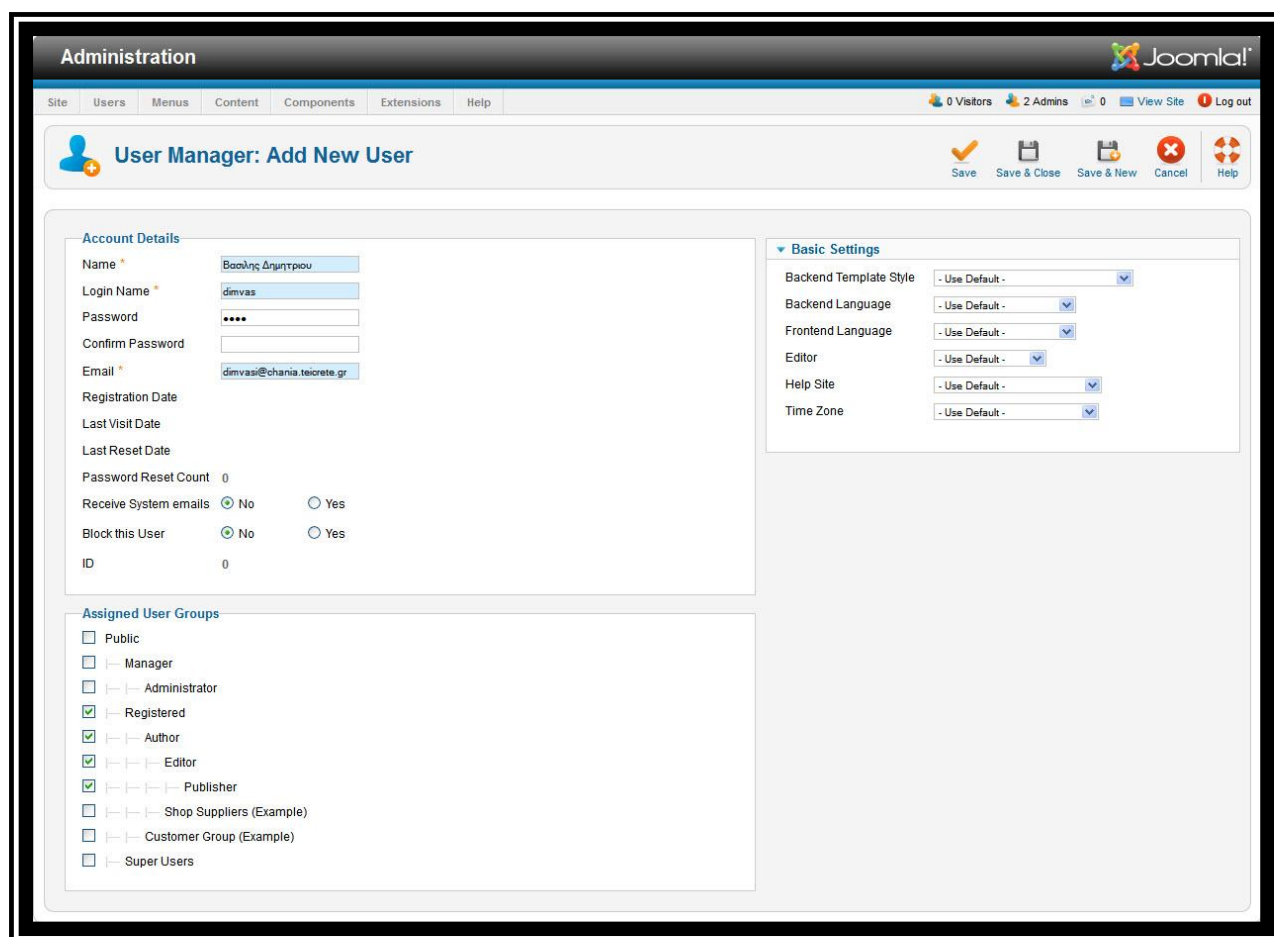 Administration
Joomla!
Site Users Menus Content Components Extensions Help
0 Visitors 2 Admins 0 View Site Log out
User Manager: Add New User
Save Save & Close Save & New Cancel Help
Account Details
Name * Βασιλης Δημητριου
Login Name * dimvas
Password ••••
Confirm Password
Email * dimvasi@chania.teicrete.gr
Registration Date
Last Visit Date
Last Reset Date
Password Reset Count 0
Receive System emails No Yes
Block this User No Yes
ID 0
Basic Settings
Backend Template Style - Use Default -
Backend Language - Use Default -
Frontend Language - Use Default -
Editor - Use Default -
Help Site - Use Default -
Time Zone - Use Default -
Assigned User Groups
Public
|— Manager
|— |— Administrator
|— Registered
|— |— Author
|— |— |— Editor
|— |— |— |— Publisher
|— |— |— Shop Suppliers (Example)
|— |— Customer Group (Example)
|— Super Users